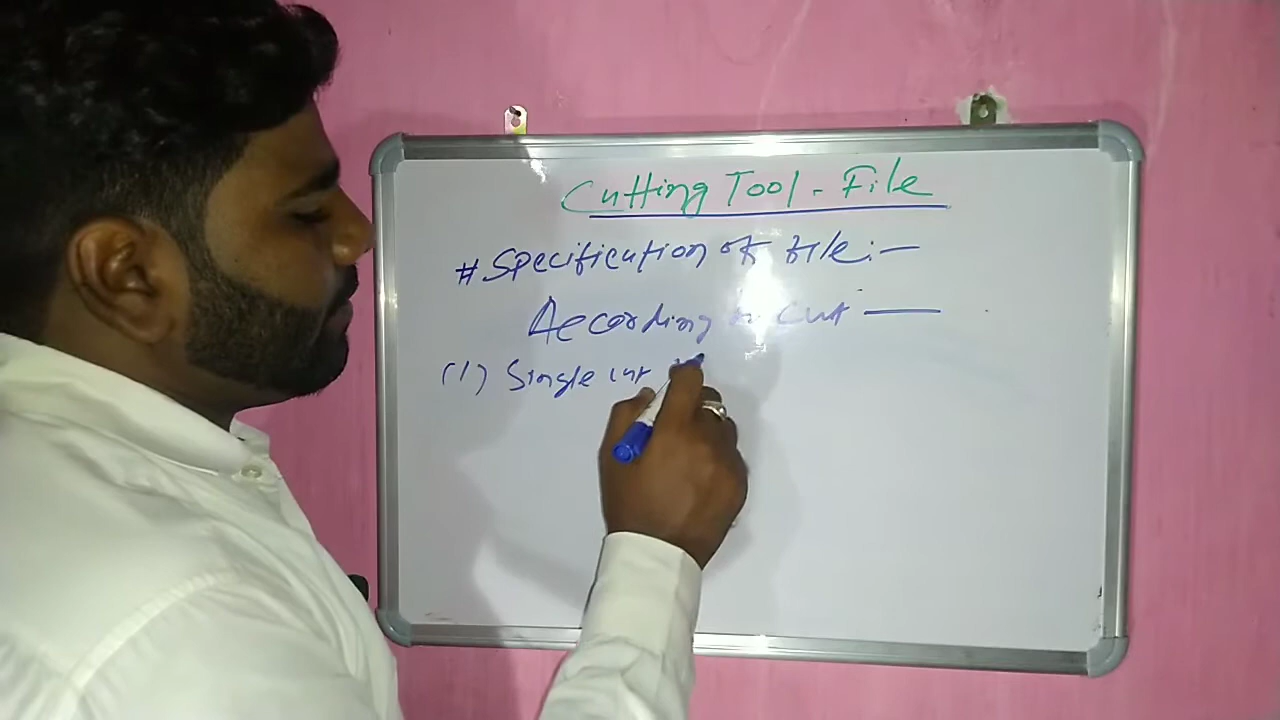 Cutting Tool - File
# Specification of file :-
According to cut —
(1) Single cut